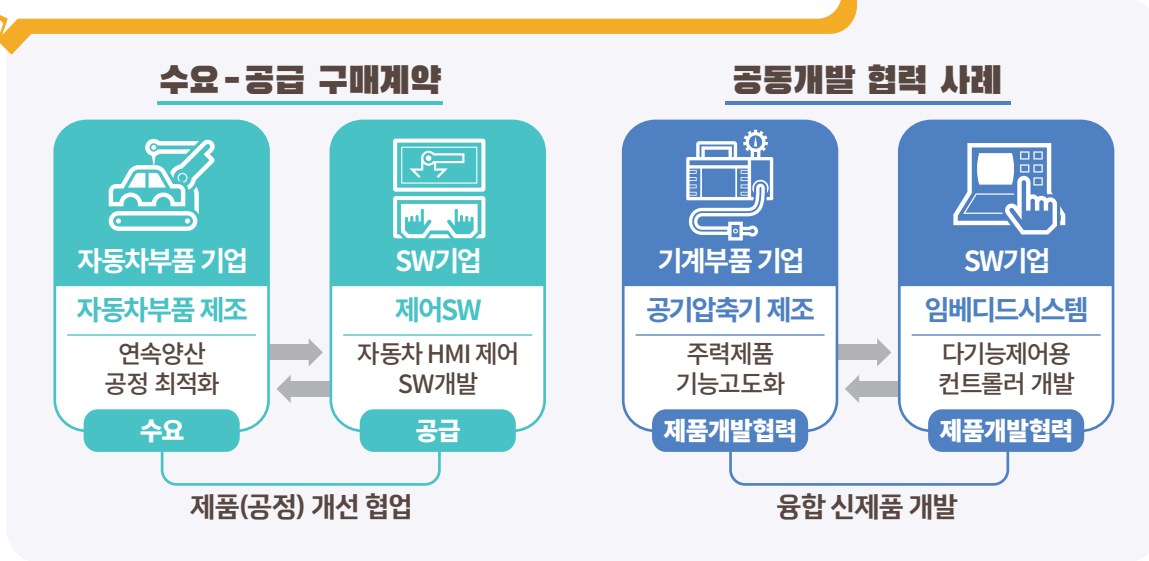 수요-공급 구매계약
자동차부품 기업
자동차부품 제조
연속양산
공정 최적화
수요
SW기업
제어SW
자동차 HMI 제어
SW개발
공급
제품(공정) 개선 협업
공동개발 협력 사례
기계부품 기업
공기압축기 제조
주력제품
기능고도화
제품개발협력
SW기업
임베디드시스템
다기능제어용
컨트롤러 개발
제품개발협력
융합 신제품 개발